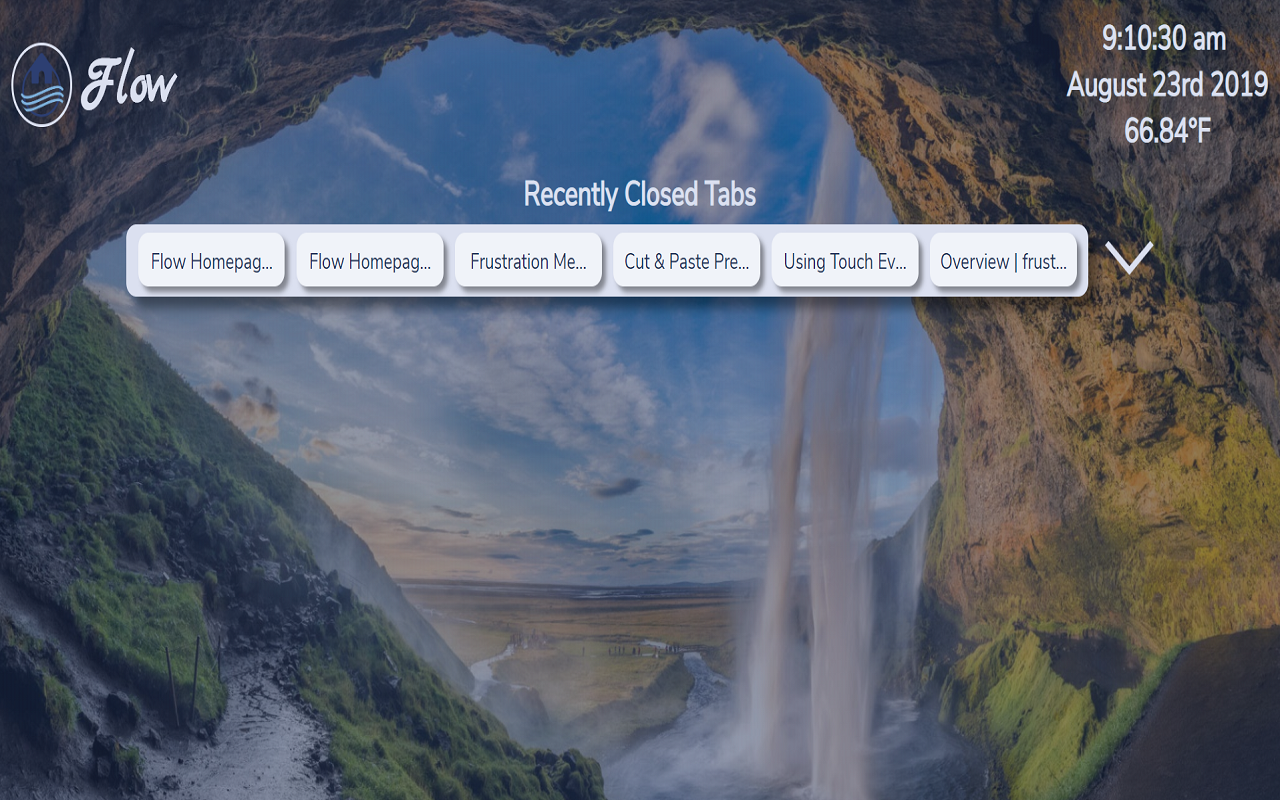 Flow
9:10:30 am
August 23rd 2019
66.84°F
Recently Closed Tabs
Flow Homepag...
Flow Homepag...
Frustration Me...
Cut & Paste Pre...
Using Touch Ev...
Overview | frust...